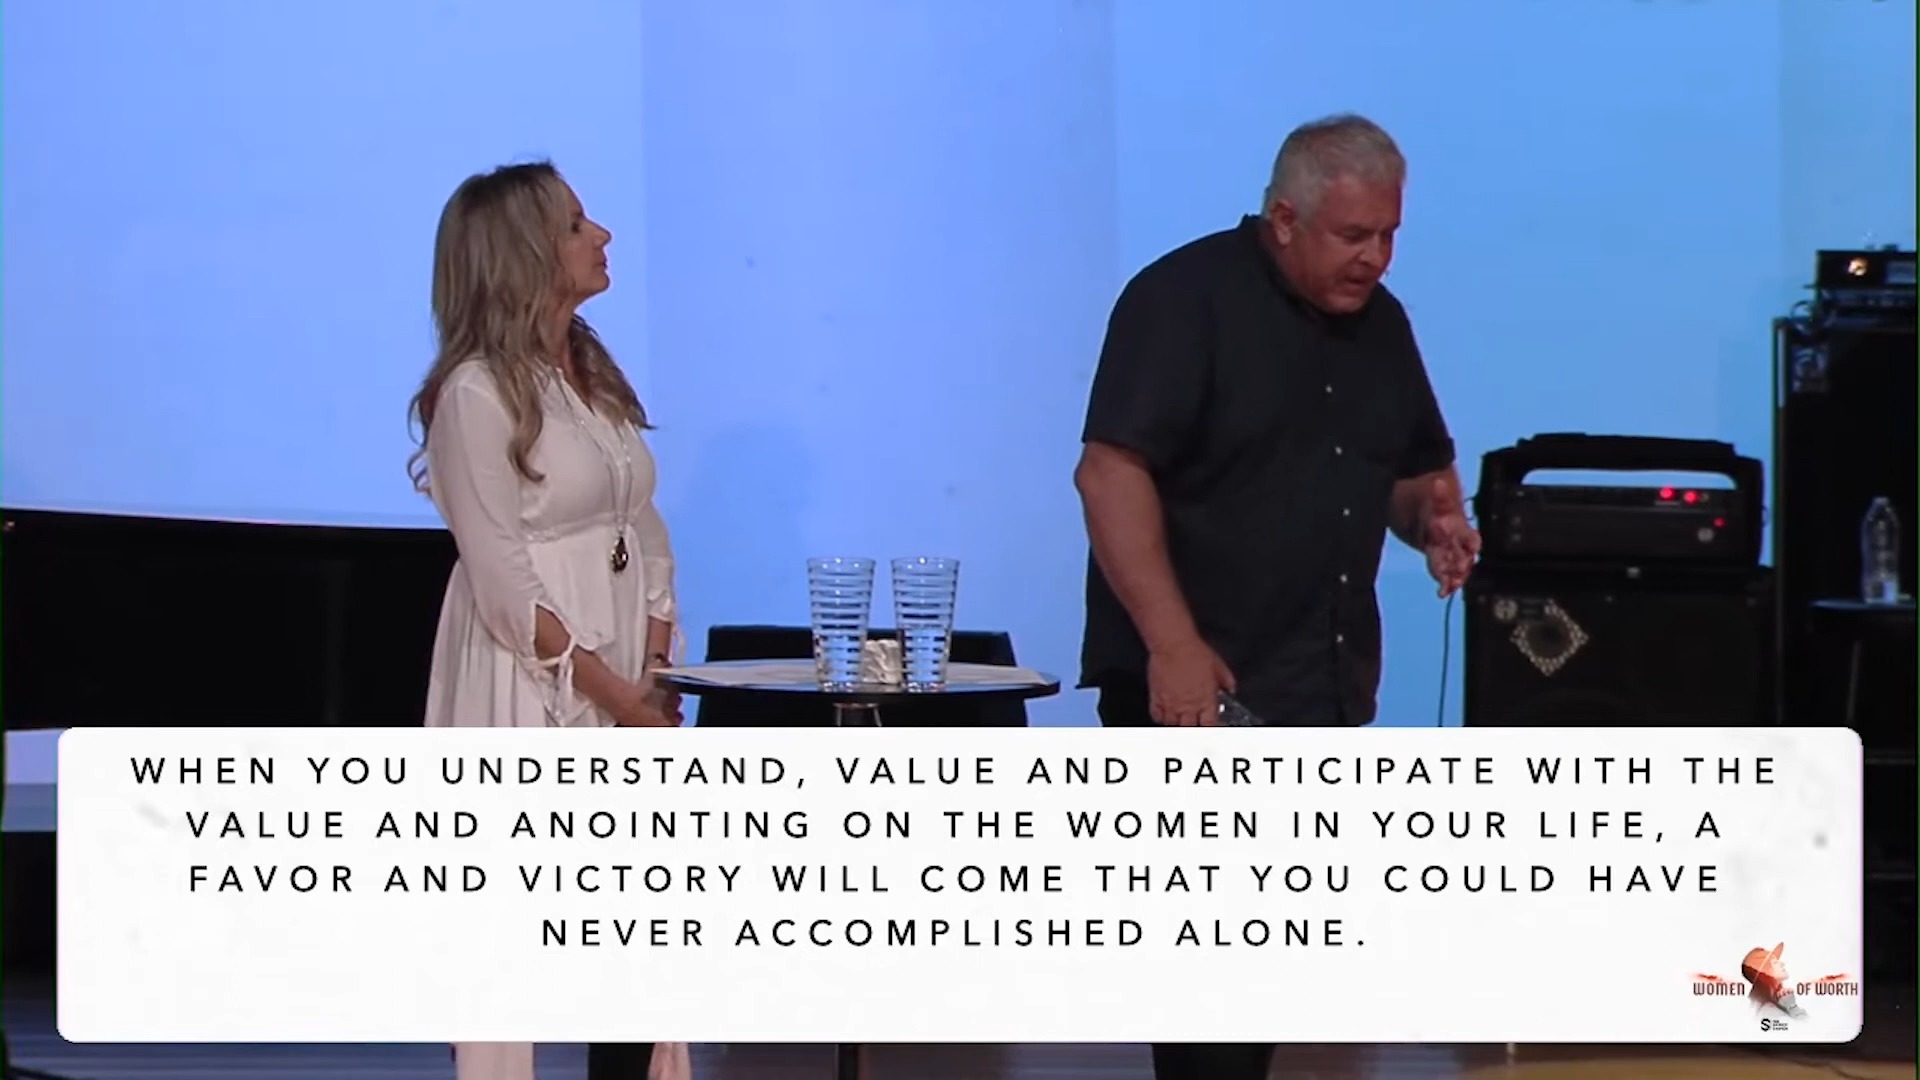 WHEN YOU UNDERSTAND, VALUE AND PARTICIPATE WITH THE
VALUE AND ANOINTING ON THE WOMEN IN YOUR LIFE, A
FAVOR AND VICTORY WILL COME THAT YOU COULD HAVE
NEVER ACCOMPLISHED ALONE.
WOMEN OF WORTH